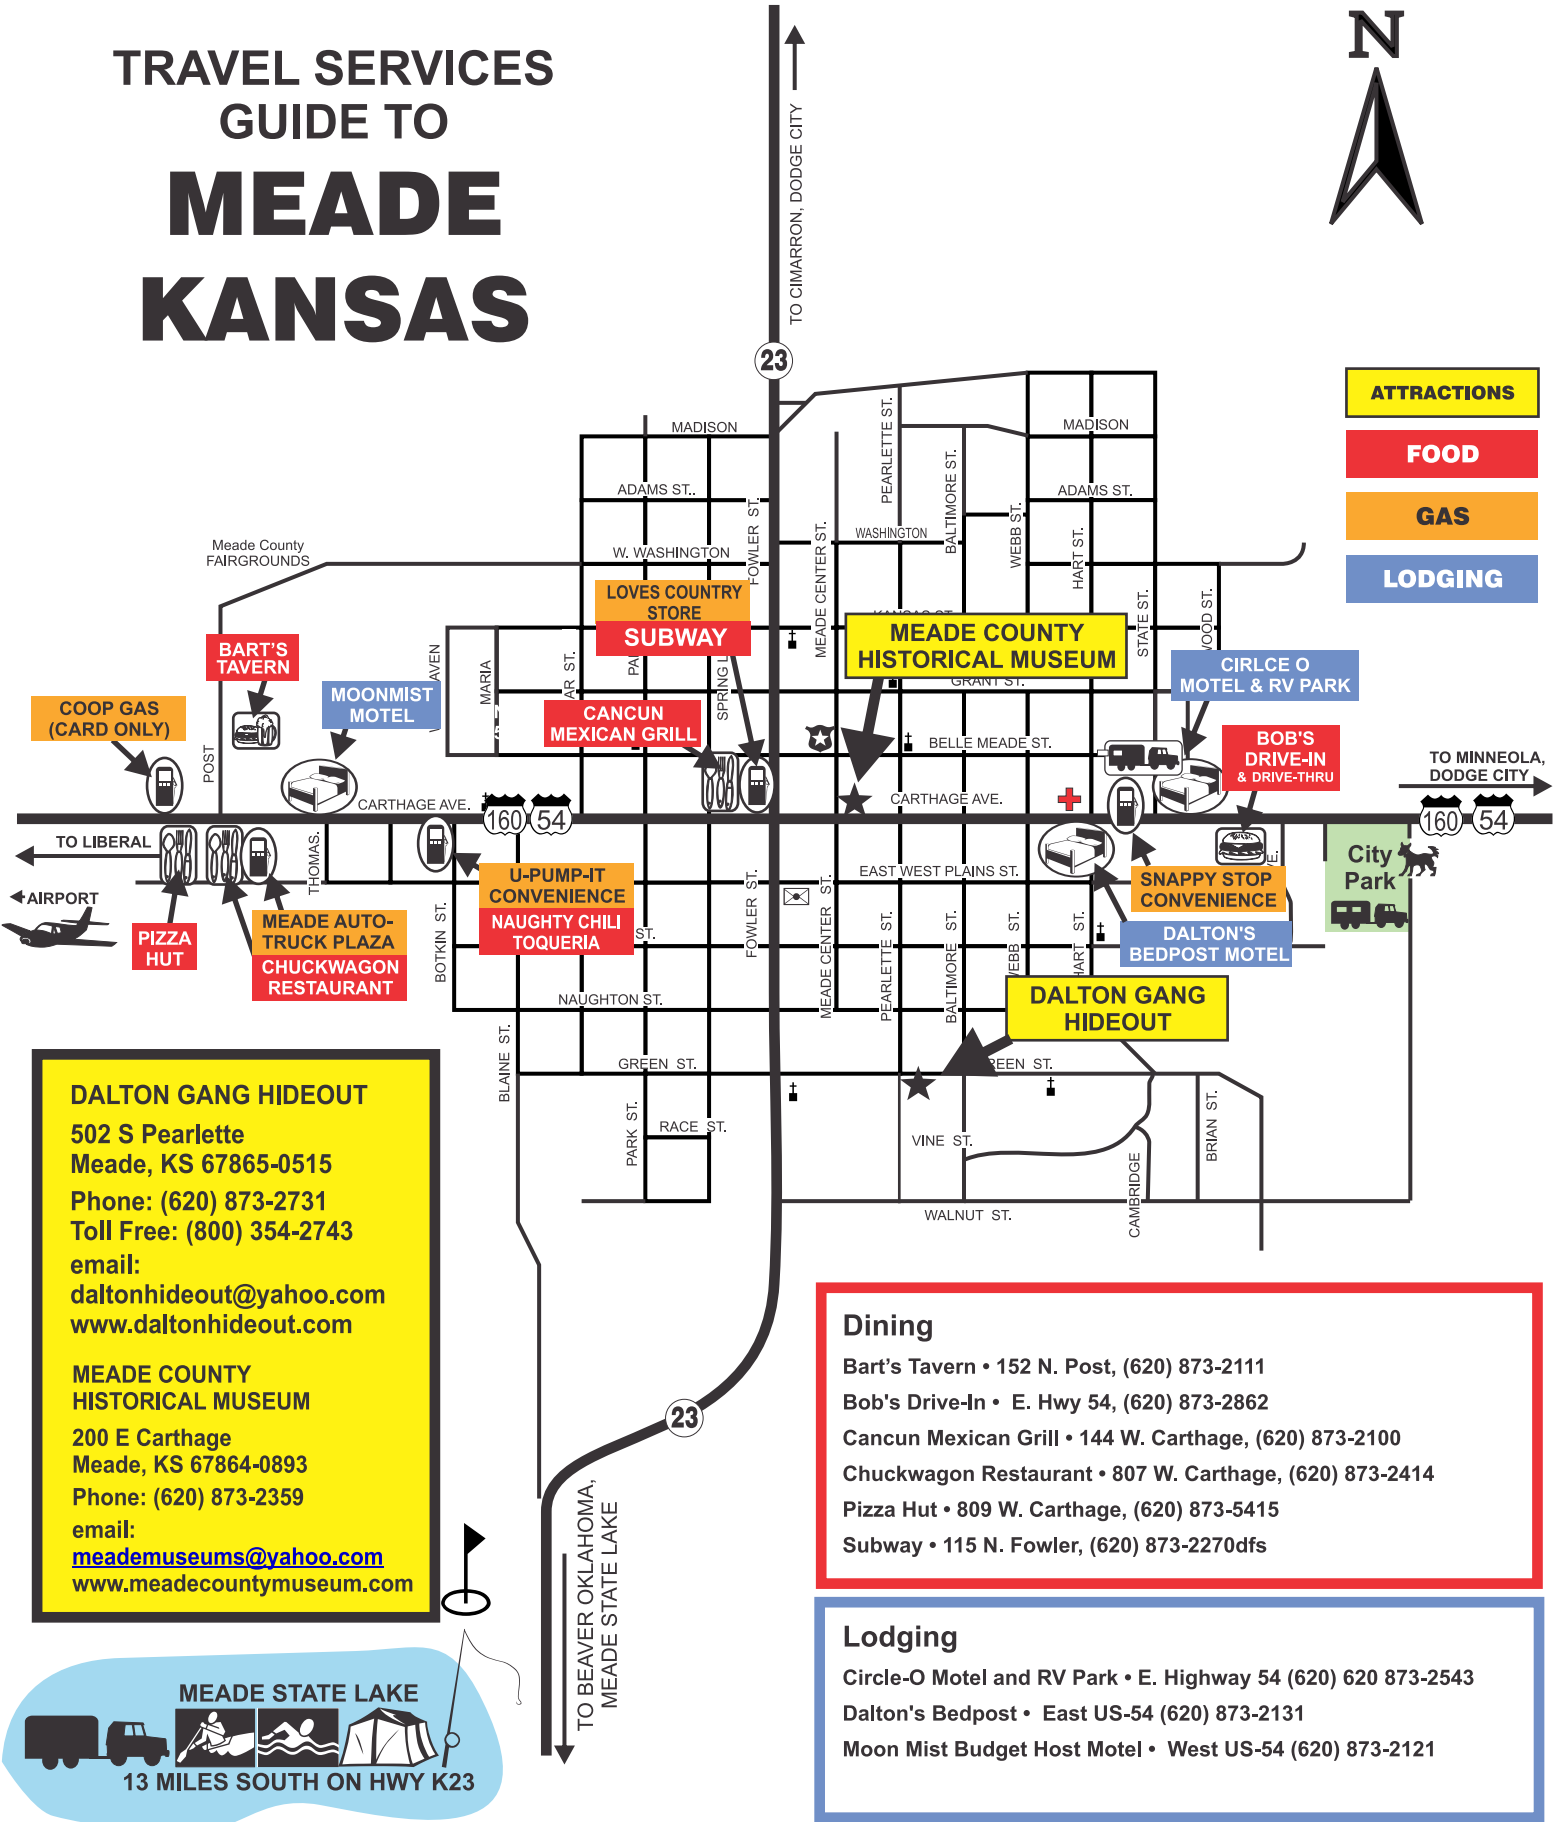 TRAVEL SERVICES
GUIDE TO
MEADE
KANSAS
N
TO CIMARRON, DODGE CITY
23
ATTRACTIONS
FOOD
GAS
LODGING
MADISON
MADISON
PEARLETTE ST.
ADAMS ST..
ADAMS ST.
BALTIMORE ST.
FOWLER ST.
MEADE CENTER ST.
WASHINGTON
WEBB ST.
HART ST.
Meade County
FAIRGROUNDS
W. WASHINGTON
LOVES COUNTRY
STORE
SUBWAY
STATE ST.
MEADE COUNTY
HISTORICAL MUSEUM
BART'S
TAVERN
MARIA
CIRLCE O
MOTEL & RV PARK
GRANT ST.
MOONMIST
MOTEL
COOP GAS
(CARD ONLY)
CANCUN
MEXICAN GRILL
BELLE MEADE ST.
BOB'S
DRIVE-IN
& DRIVE-THRU
POST
TO MINNEOLA,
DODGE CITY
CARTHAGE AVE.
CARTHAGE AVE.
160
54
160
54
TO LIBERAL
THOMAS.
City
Park
U-PUMP-IT
CONVENIENCE
EAST WEST PLAINS ST.
SNAPPY STOP
CONVENIENCE
AIRPORT
NAUGHTY CHILI
TOQUERIA
ST.
MEADE AUTO-
TRUCK PLAZA
PIZZA
HUT
CHUCKWAGON
RESTAURANT
BOTKIN ST.
FOWLER ST.
MEADE CENTER ST.
PEARLETTE ST.
BALTIMORE ST.
DALTON'S
BEDPOST MOTEL
NAUGHTON ST.
DALTON GANG
HIDEOUT
BLAINE ST.
GREEN ST.
PARK ST.
RACE ST.
VINE ST.
BRIAN ST.
CAMBRIDGE
WALNUT ST.
DALTON GANG HIDEOUT
502 S Pearlette
Meade, KS 67865-0515
Phone: (620) 873-2731
Toll Free: (800) 354-2743
email:
daltonhideout@yahoo.com
www.daltonhideout.com
MEADE COUNTY
HISTORICAL MUSEUM
200 E Carthage
Meade, KS 67864-0893
Phone: (620) 873-2359
email:
meademuseums@yahoo.com
www.meadecountymuseum.com
23
TO BEAVER OKLAHOMA,
MEADE STATE LAKE
Dining
Bart's Tavern • 152 N. Post, (620) 873-2111
Bob's Drive-In • E. Hwy 54, (620) 873-2862
Cancun Mexican Grill • 144 W. Carthage, (620) 873-2100
Chuckwagon Restaurant • 807 W. Carthage, (620) 873-2414
Pizza Hut • 809 W. Carthage, (620) 873-5415
Subway • 115 N. Fowler, (620) 873-2270dfs
Lodging
Circle-O Motel and RV Park • E. Highway 54 (620) 620 873-2543
Dalton's Bedpost • East US-54 (620) 873-2131
Moon Mist Budget Host Motel • West US-54 (620) 873-2121
MEADE STATE LAKE
13 MILES SOUTH ON HWY K23